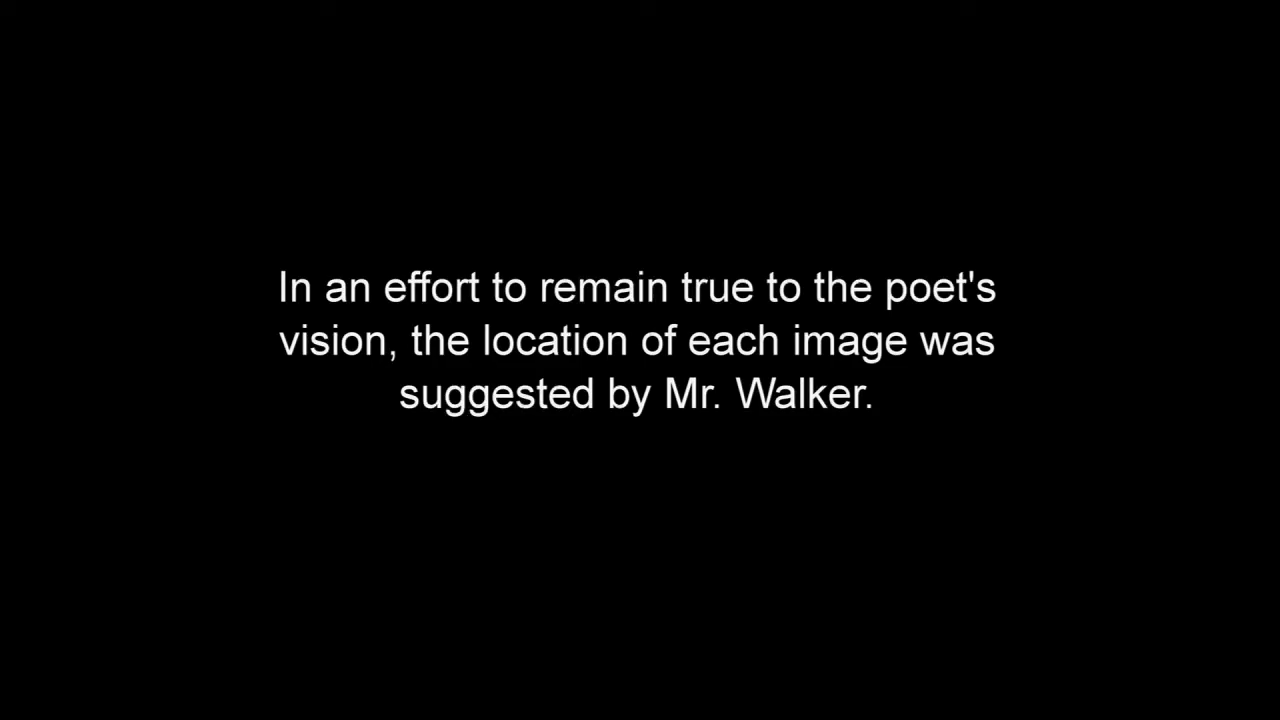 In an effort to remain true to the poet's
vision, the location of each image was
suggested by Mr. Walker.